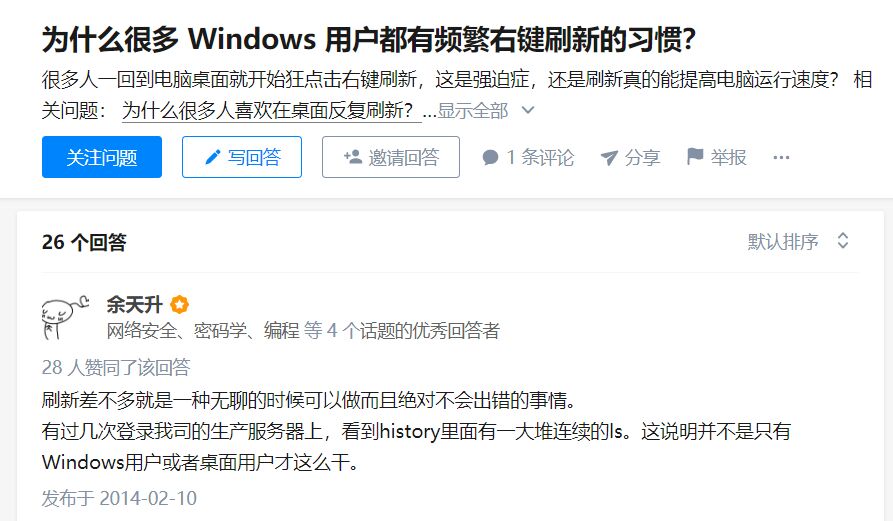 为什么很多 Windows 用户都有频繁右键刷新的习惯？
很多人一回到电脑桌面就开始狂点击右键刷新，这是强迫症，还是刷新真的能提高电脑运行速度？ 相
关问题： 为什么很多人喜欢在桌面反复刷新？...显示全部
关注问题 写回答 邀请回答 1 条评论 分享 举报 ···
26 个回答 默认排序
余天升
网络安全、密码学、编程 等 4 个话题的优秀回答者
28 人赞同了该回答
刷新差不多就是一种无聊的时候可以做而且绝对不会出错的事情。
有过几次登录我司的生产服务器上，看到history里面有一大堆连续的ls。这说明并不是只有
Windows用户或者桌面用户才这么干。
发布于 2014-02-10